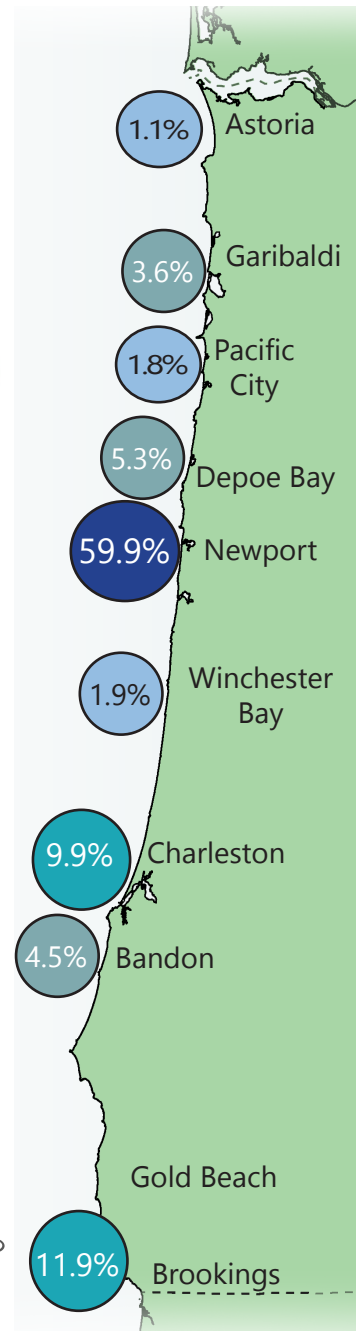 1.1%
Astoria
3.6%
Garibaldi
1.8%
Pacific
City
5.3%
Depoe Bay
59.9%
Newport
1.9%
Winchester
Bay
9.9%
Charleston
4.5%
Bandon
Gold Beach
11.9%
Brookings